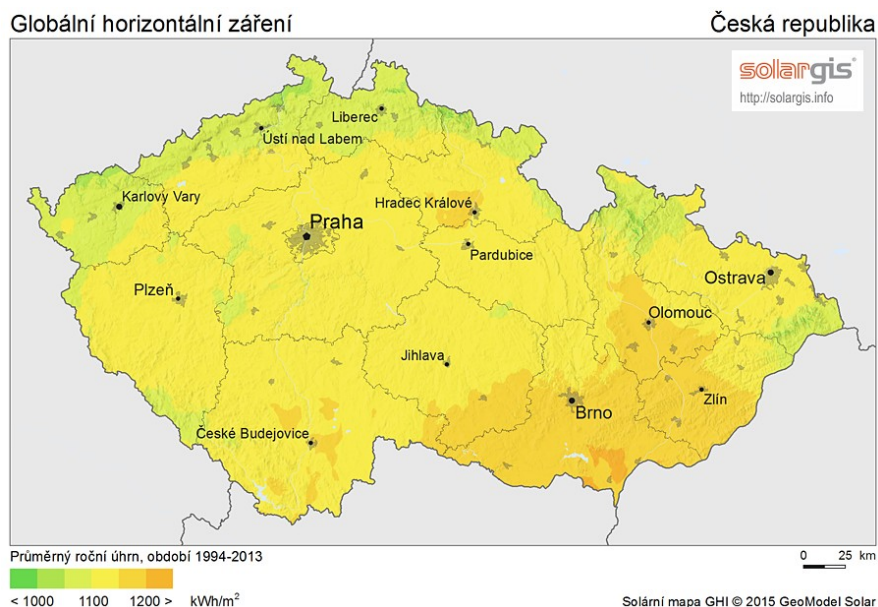 Globální horizontální záření
Česká republika
solargis®
http://solargis.info
Liberec
Ústí nad Labem
Karlovy Vary
Hradec Králové
Praha
Pardubice
Ostrava
Plzeň
Olomouc
Jihlava
Zlín
Brno
České Budejovice
Průměrný roční úhrn, období 1994-2013
0 25 km
< 1000 1100 1200 > kWh/m²
Solární mapa GHI © 2015 GeoModel Solar